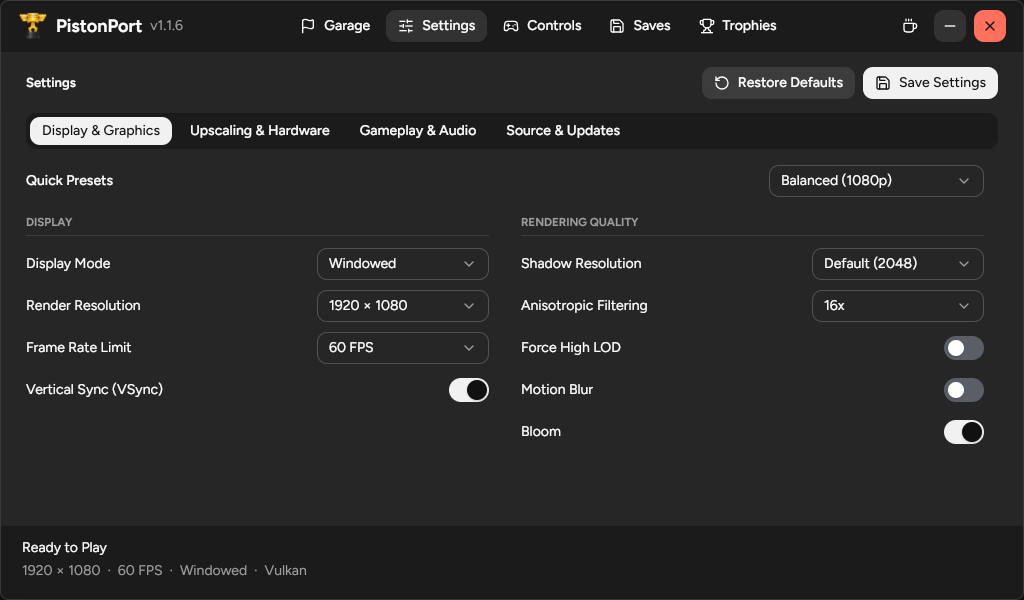 PistonPort v1.1.6
Garage
Settings
Controls
Saves
Trophies
Settings
Restore Defaults
Save Settings
Display & Graphics
Upscaling & Hardware
Gameplay & Audio
Source & Updates
Quick Presets
Balanced (1080p)
DISPLAY
Display Mode
Windowed
Render Resolution
1920 × 1080
Frame Rate Limit
60 FPS
Vertical Sync (VSync)
RENDERING QUALITY
Shadow Resolution
Default (2048)
Anisotropic Filtering
16x
Force High LOD
Motion Blur
Bloom
Ready to Play
1920 × 1080 · 60 FPS · Windowed · Vulkan